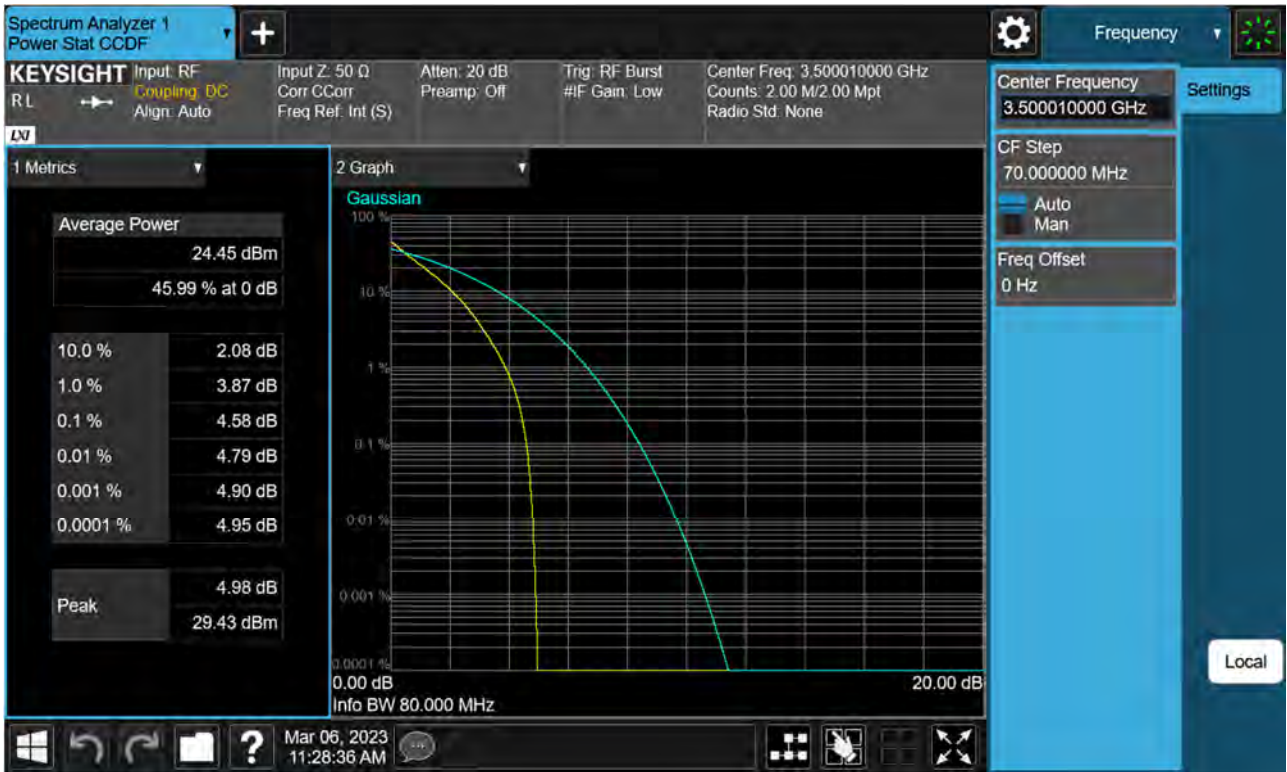 Spectrum Analyzer 1
Power Stat CCDF
+
Frequency
KEYSIGHT
RL
LXI
Input: RF
Coupling: DC
Align: Auto
Input Z: 50 Ω
Corr CCorr
Freq Ref: Int (S)
Atten: 20 dB
Preamp: Off
Trig: RF Burst
#IF Gain: Low
Center Freq: 3.500010000 GHz
Counts: 2.00 M/2.00 Mpt
Radio Std: None
Center Frequency
3.500010000 GHz
Settings
CF Step
70.000000 MHz
Auto
Man
Freq Offset
0 Hz
1 Metrics
Average Power
24.45 dBm
45.99 % at 0 dB
10.0 % 2.08 dB
1.0 % 3.87 dB
0.1 % 4.58 dB
0.01 % 4.79 dB
0.001 % 4.90 dB
0.0001 % 4.95 dB
Peak
4.98 dB
29.43 dBm
2 Graph
Gaussian
100 %
10 %
1 %
0.1 %
0.01 %
0.001 %
0.0001 %
0.00 dB
20.00 dB
Info BW 80.000 MHz
Local
?
Mar 06, 2023
11:28:36 AM